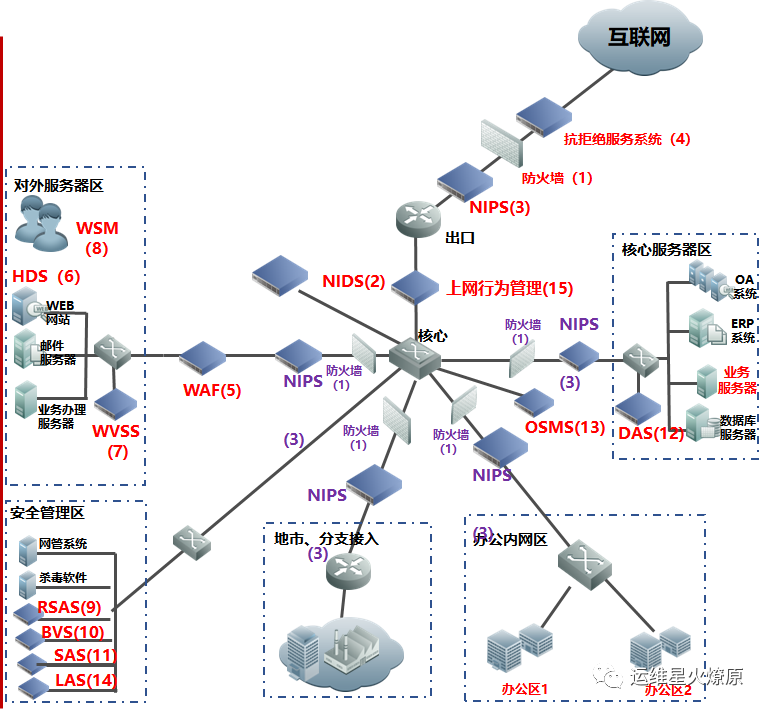 互联网
抗拒绝服务系统（4）
防火墙（1）
NIPS(3)
出口
上网行为管理(15)
NIDS(2)
核心
对外服务器区
WSM
(8)
HDS（6）
WEB
网站
邮件
服务器
业务办理
服务器
WVSS
(7)
WAF(5)
NIPS
防火墙
(1)
防火墙
(1)
NIPS
(3)
核心服务器区
OA
系统
ERP
系统
业务
服务器
数据库
服务器
DAS(12)
OSMS(13)
防火墙
(1)
防火墙
(1)
NIPS
NIPS
(3)
(3)
(3)
安全管理区
网管系统
杀毒软件
RSAS(9)
BVS(10)
SAS(11)
LAS(14)
地市、分支接入
办公内网区
办公区1
办公区2
运维星火燎原